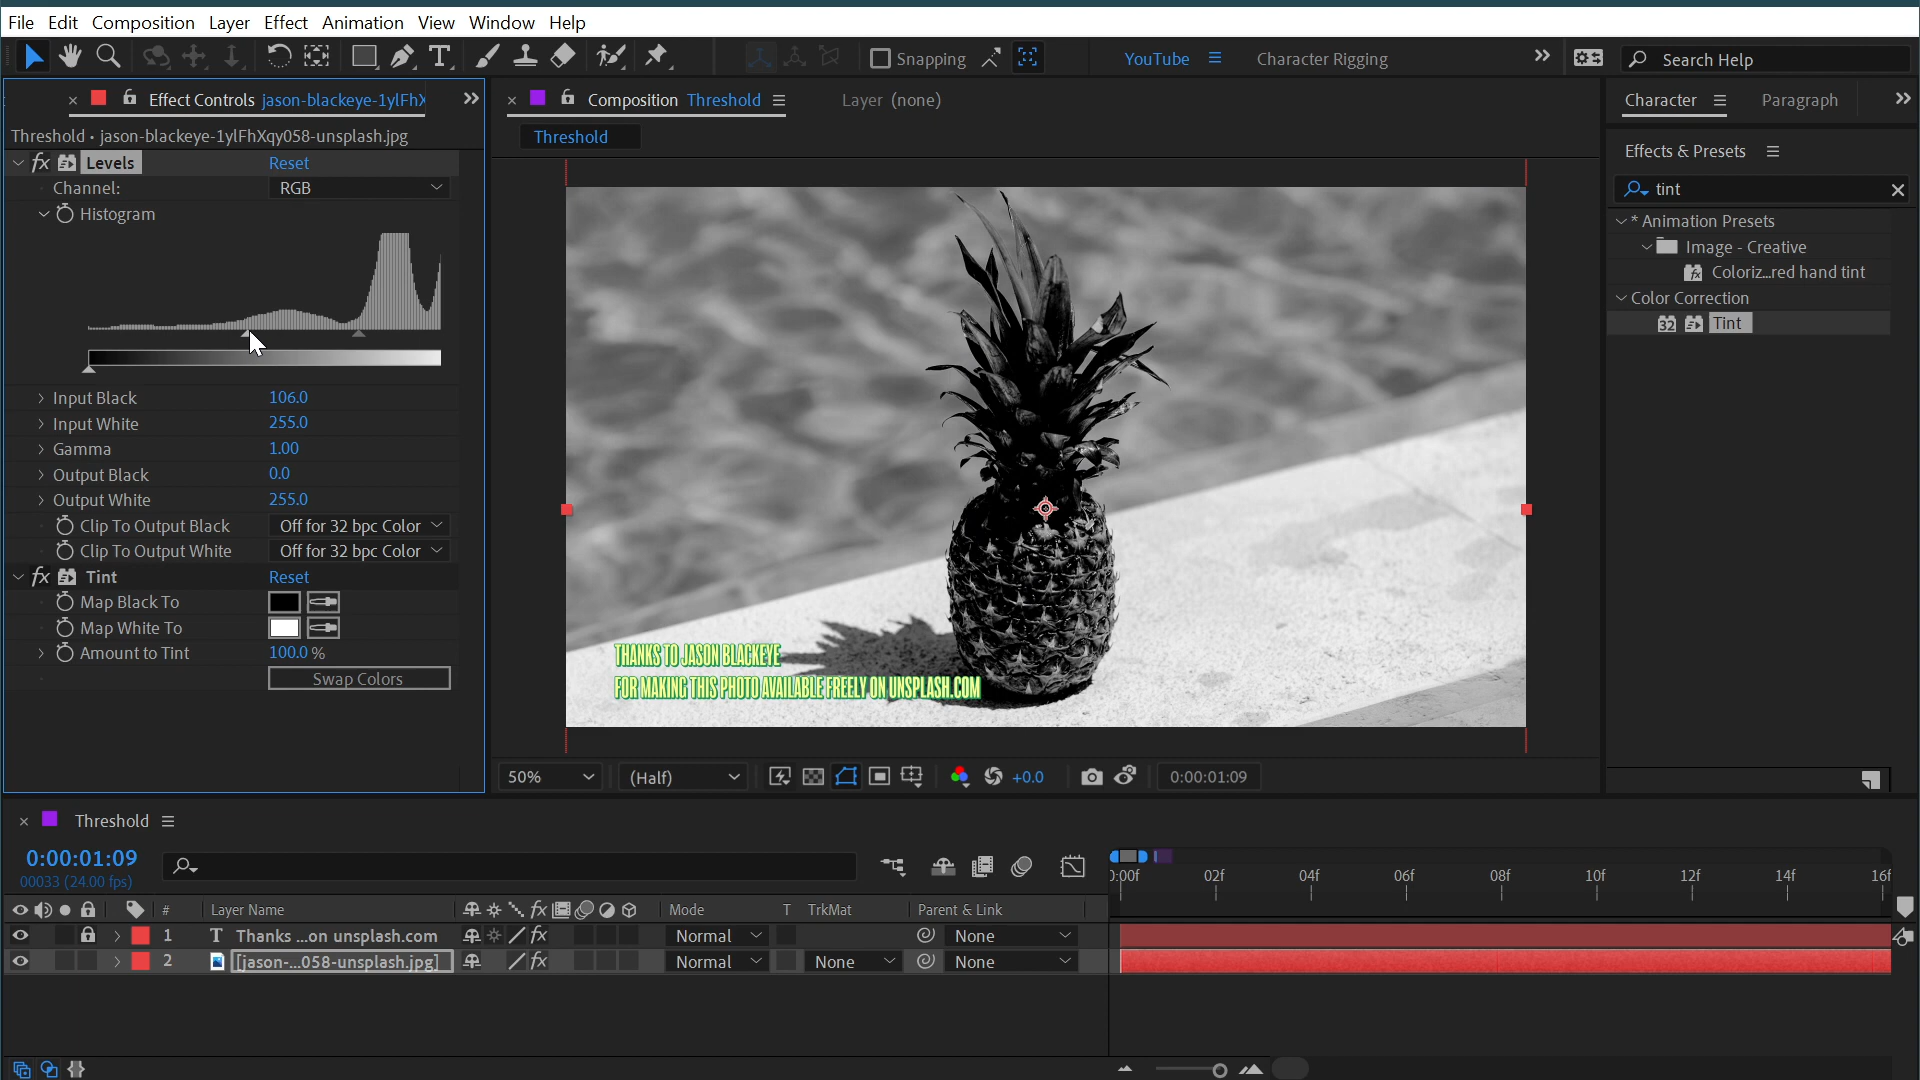 File Edit Composition Layer Effect Animation View Window Help
Snapping YouTube Character Rigging Search Help
Effect Controls jason-blackeye-1ylFhX
Threshold • jason-blackeye-1ylFhXqy058-unsplash.jpg
fx Levels Reset
Channel: RGB
Histogram
Input Black 106.0
Input White 255.0
Gamma 1.00
Output Black 0.0
Output White 255.0
Clip To Output Black Off for 32 bpc Color
Clip To Output White Off for 32 bpc Color
fx Tint Reset
Map Black To
Map White To
Amount to Tint 100.0 %
Swap Colors
Composition Threshold Layer (none)
Threshold
THANKS TO JASON BLACKEYE
FOR MAKING THIS PHOTO AVAILABLE FREELY ON UNSPLASH.COM
50% (Half) +0.0 0:00:01:09
Character Paragraph
Effects & Presets
tint
* Animation Presets
Image - Creative
Coloriz...red hand tint
Color Correction
32 Tint
Threshold
0:00:01:09
00033 (24.00 fps)
:00f 02f 04f 06f 08f 10f 12f 14f 16f
# Layer Name fx Mode T TrkMat Parent & Link
1 T Thanks ...on unsplash.com fx Normal None
2 [jason-...058-unsplash.jpg] fx Normal None None